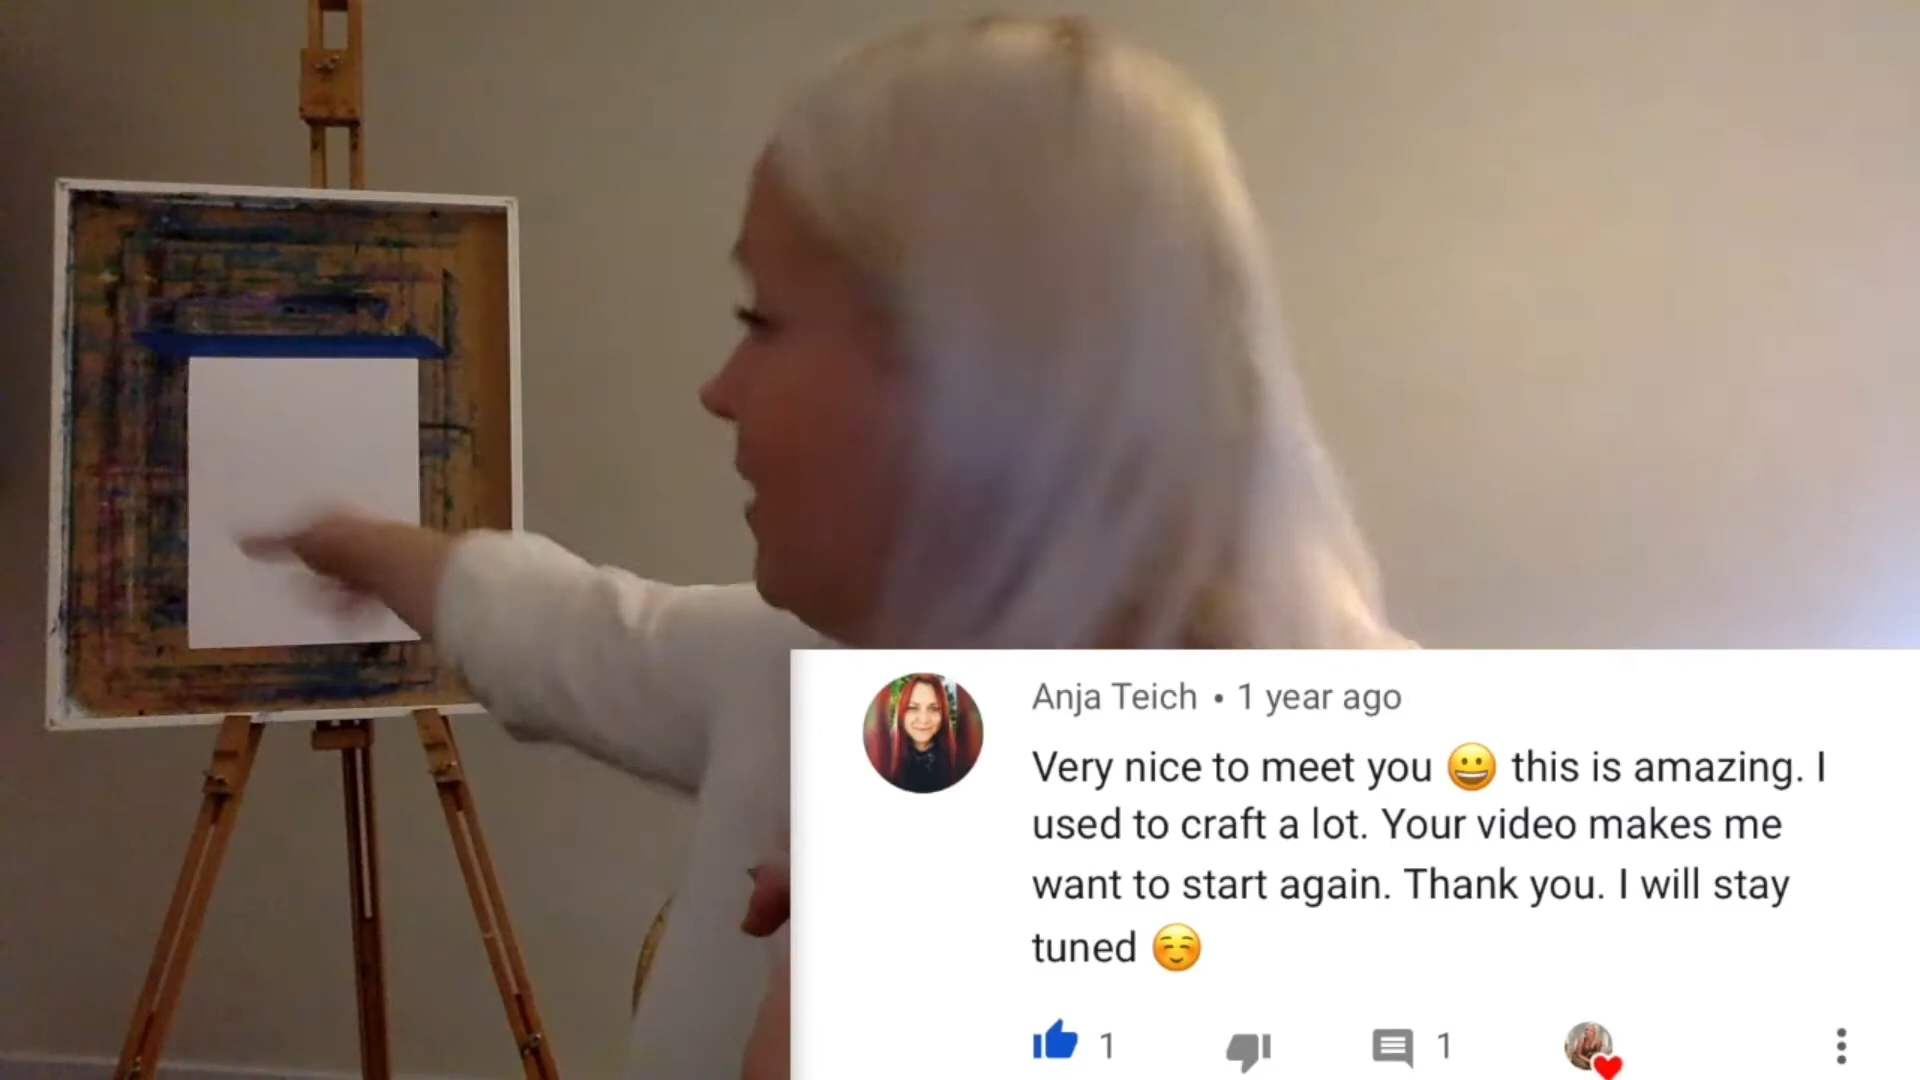 Anja Teich • 1 year ago
Very nice to meet you 😀 this is amazing. I
used to craft a lot. Your video makes me
want to start again. Thank you. I will stay
tuned ☺️
1
1